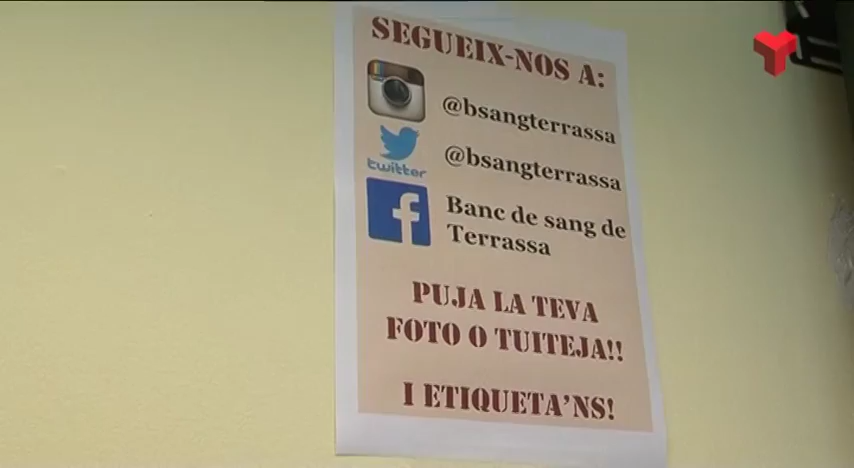 SEGUEIX-NOS A:
@bsangterrassa
twitter
@bsangterrassa
Banc de sang de
Terrassa
PUJA LA TEVA
FOTO O TUITEJA!!
I ETIQUETA'NS!